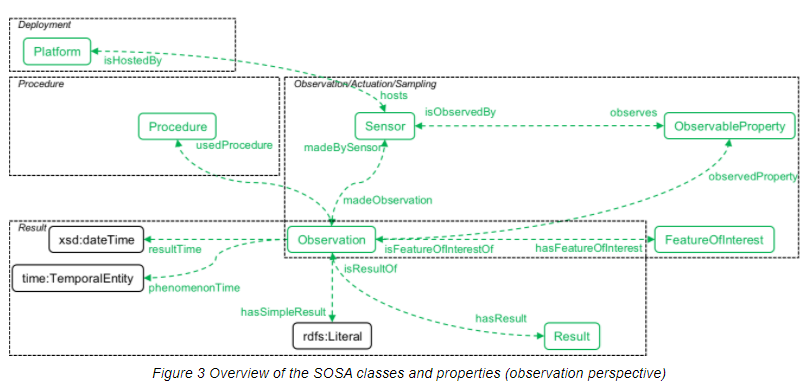 Deployment
Platform
isHostedBy
Procedure
Observation/Actuation/Sampling
hosts
isObservedBy
observes
Procedure
Sensor
ObservableProperty
usedProcedure
madeBySensor
observedProperty
madeObservation
Result
xsd:dateTime
resultTime
Observation
isFeatureOfInterestOf
hasFeatureOfInterest
FeatureOfInterest
time:TemporalEntity
phenomenonTime
isResultOf
hasSimpleResult
hasResult
rdfs:Literal
Result
Figure 3 Overview of the SOSA classes and properties (observation perspective)